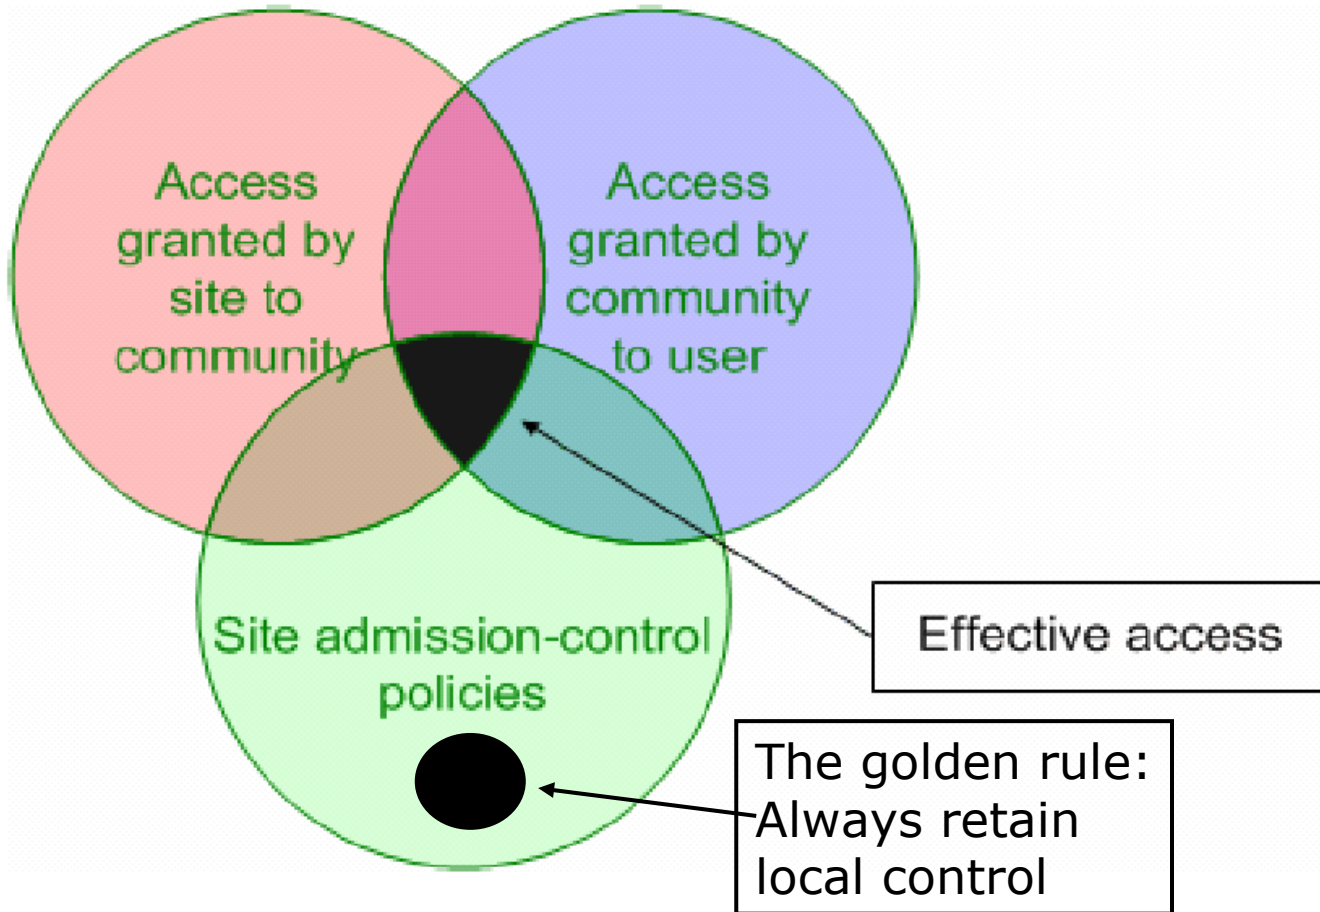 Access
granted by
site to
community
Access
granted by
community
to user
Site admission-control
policies
Effective access
The golden rule:
Always retain
local control